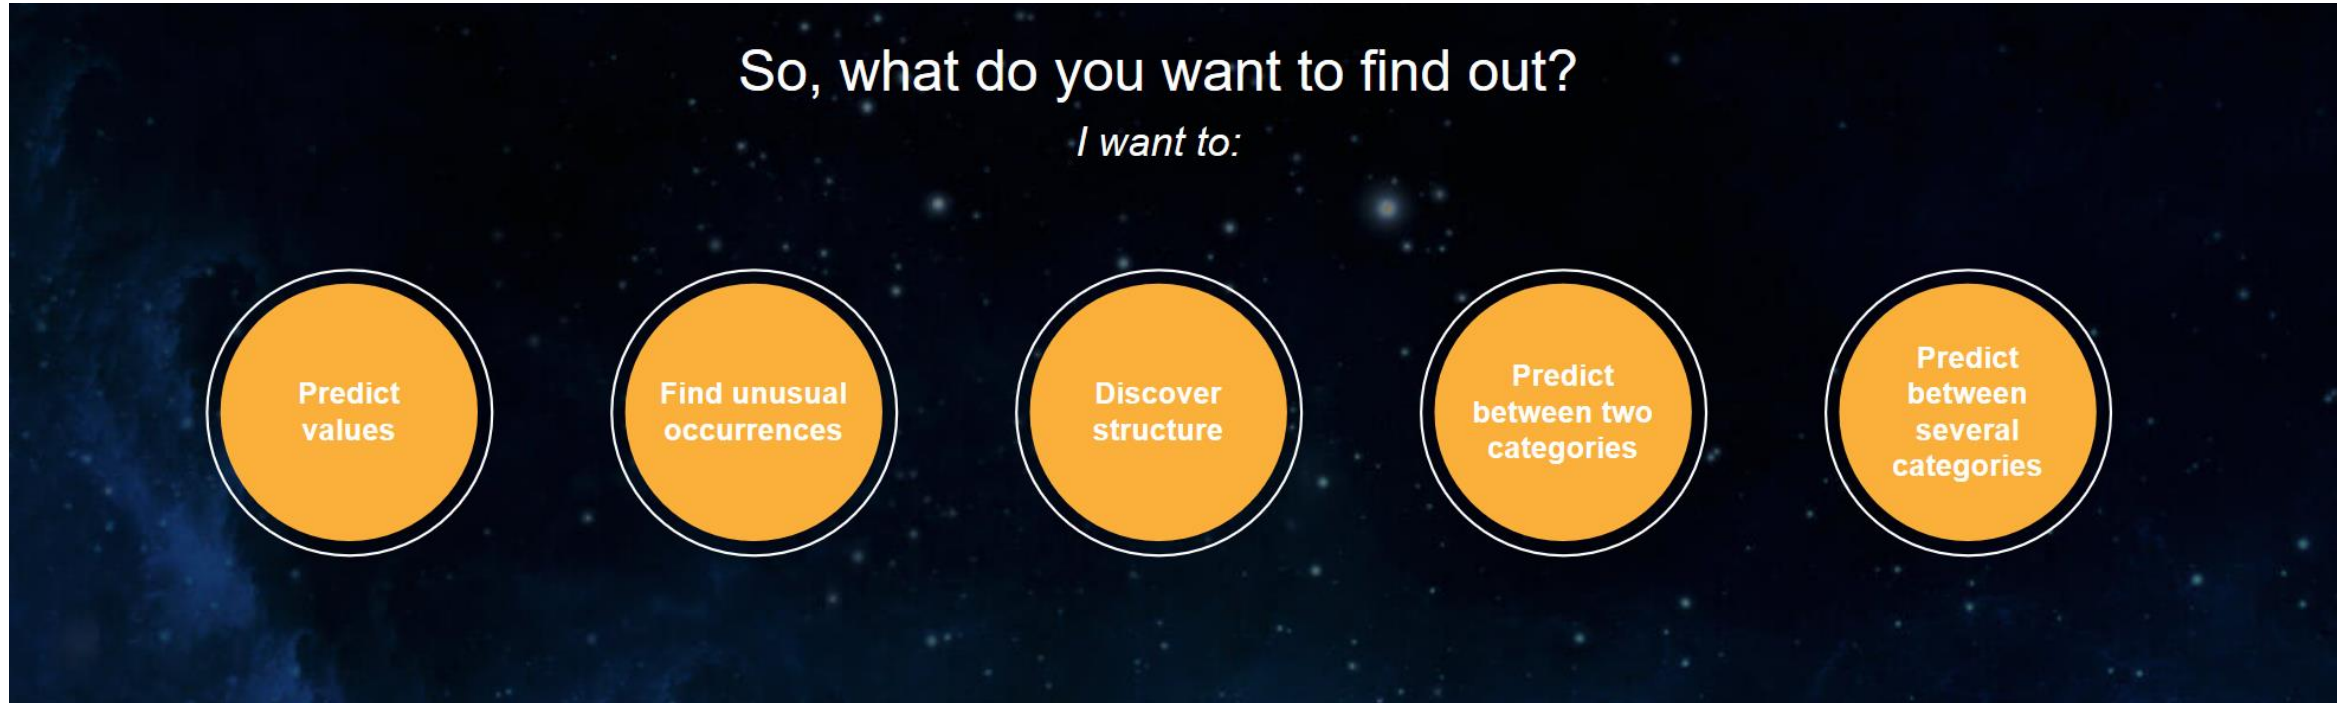 So, what do you want to find out?
I want to:
Predict
values
Find unusual
occurrences
Discover
structure
Predict
between two
categories
Predict
between
several
categories